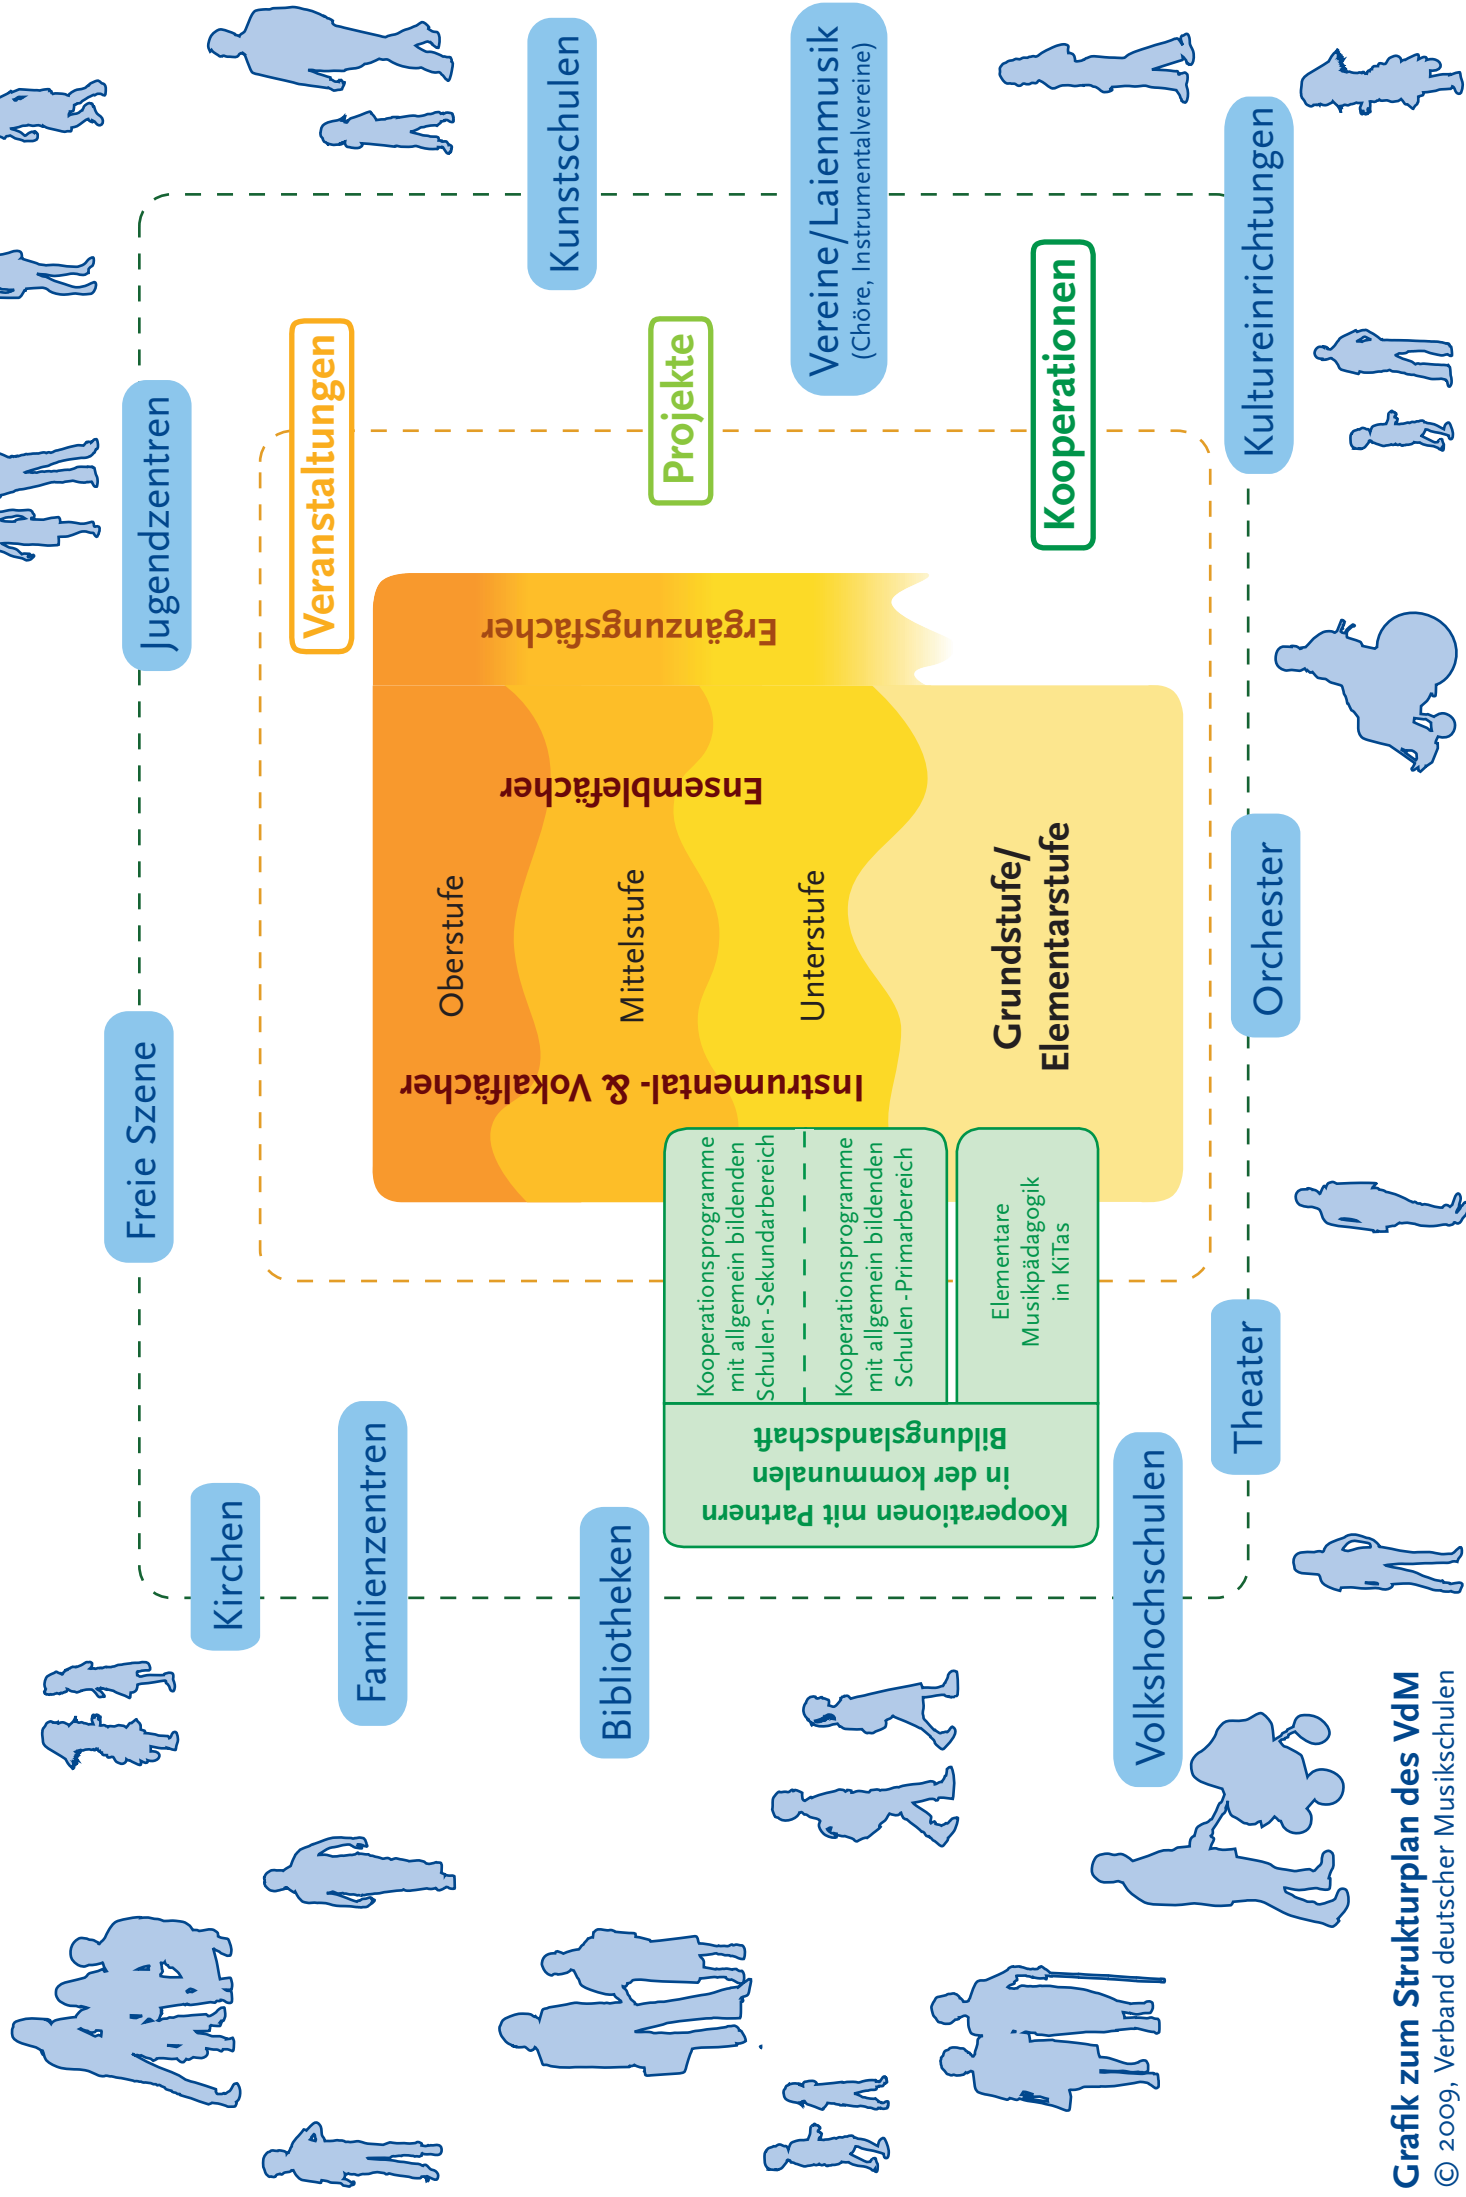 Freie Szene
Jugendzentren
Kirchen
Familienzentren
Bibliotheken
Volkshochschulen
Theater
Orchester
Kultureinrichtungen
Vereine/Laienmusik
(Chöre, Instrumentalvereine)
Kunstschulen
Veranstaltungen
Projekte
Kooperationen
Oberstufe
Mittelstufe
Unterstufe
Grundstufe/
Elementarstufe
Instrumental- & Vokalfächer
Ensemblefächer
Ergänzungsfächer
Kooperationen mit Partnern
in der kommunalen
Bildungslandschaft
Kooperationsprogramme
mit allgemein bildenden
Schulen - Sekundarbereich
Kooperationsprogramme
mit allgemein bildenden
Schulen - Primarbereich
Elementare
Musikpädagogik
in KiTas
Grafik zum Strukturplan des VdM
© 2009, Verband deutscher Musikschulen